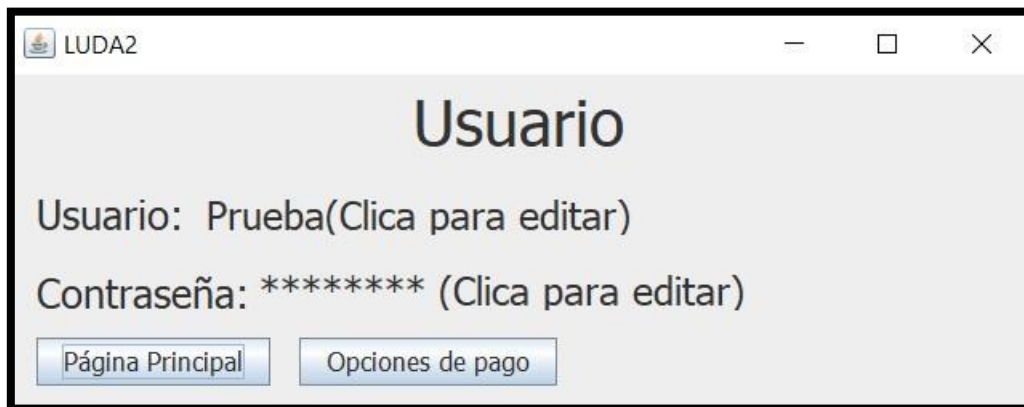 LUDA2
Usuario
Usuario: Prueba(Clica para editar)
Contraseña: ******** (Clica para editar)
Página Principal Opciones de pago